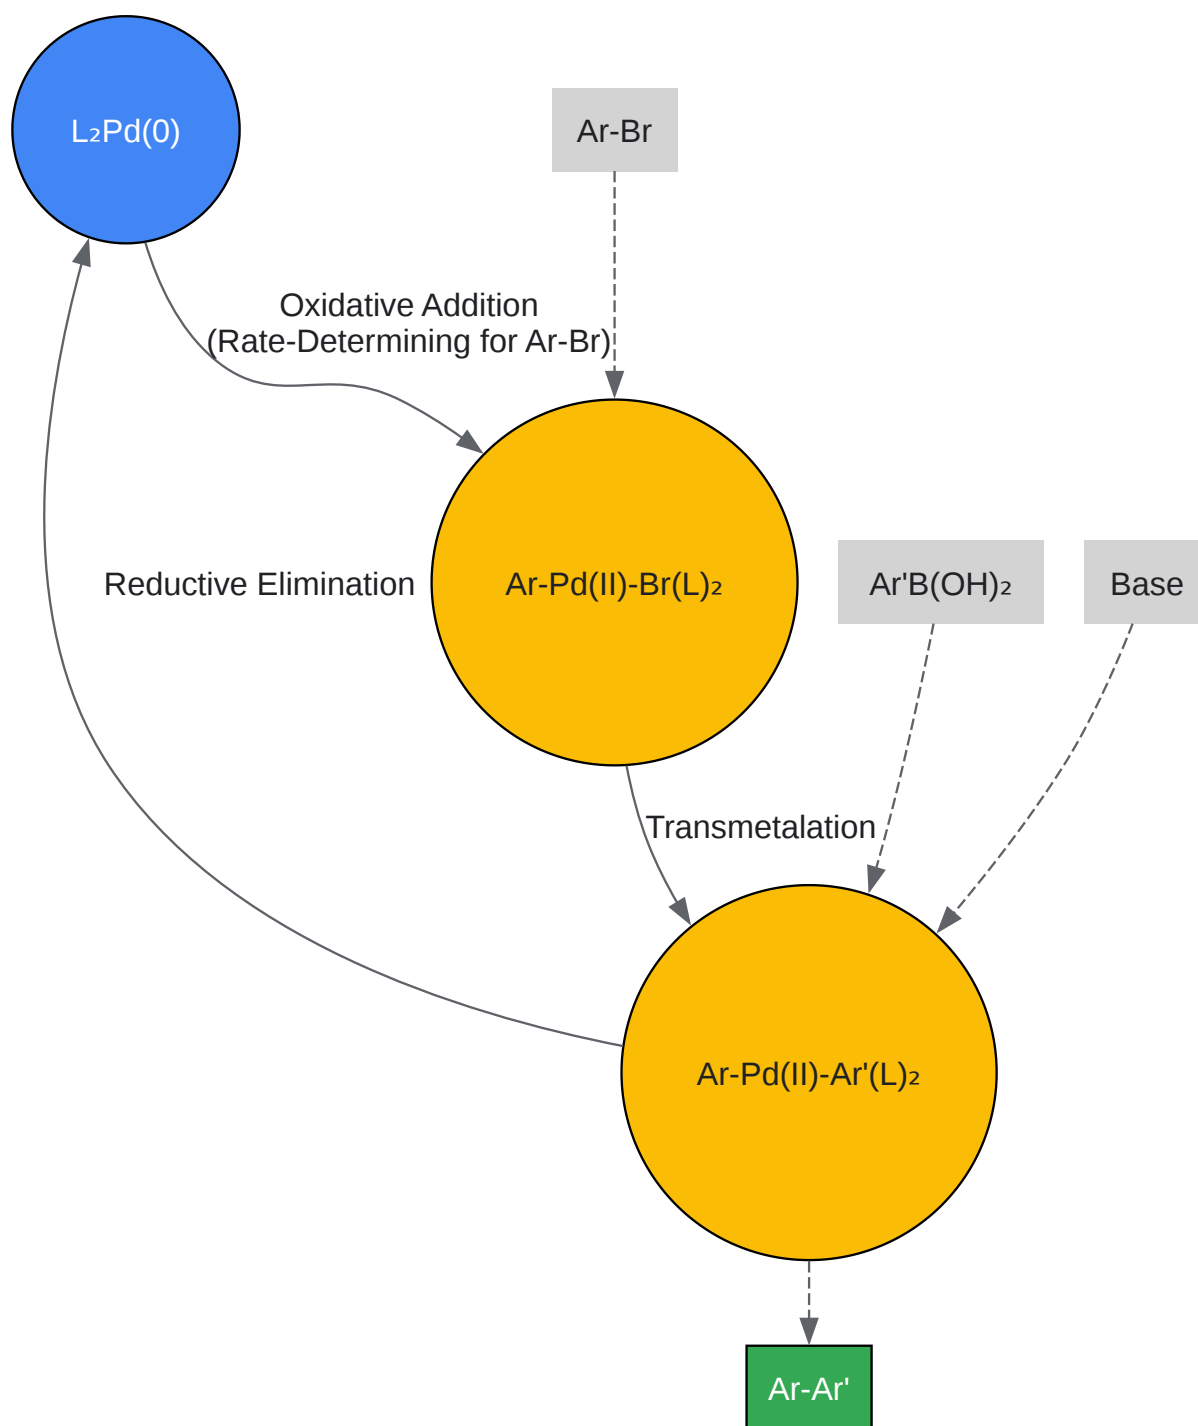 L₂Pd(0)
Ar-Br
Oxidative Addition
(Rate-Determining for Ar-Br)
Reductive Elimination
Ar-Pd(II)-Br(L)₂
Ar'B(OH)₂
Base
Transmetalation
Ar-Pd(II)-Ar'(L)₂
Ar-Ar'